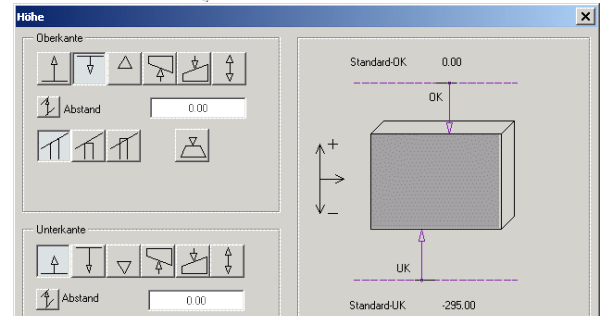 Höhe
Oberkante
Abstand 0.00
Unterkante
Abstand 0.00
Standard-OK 0.00
OK
+
−
UK
Standard-UK -295.00